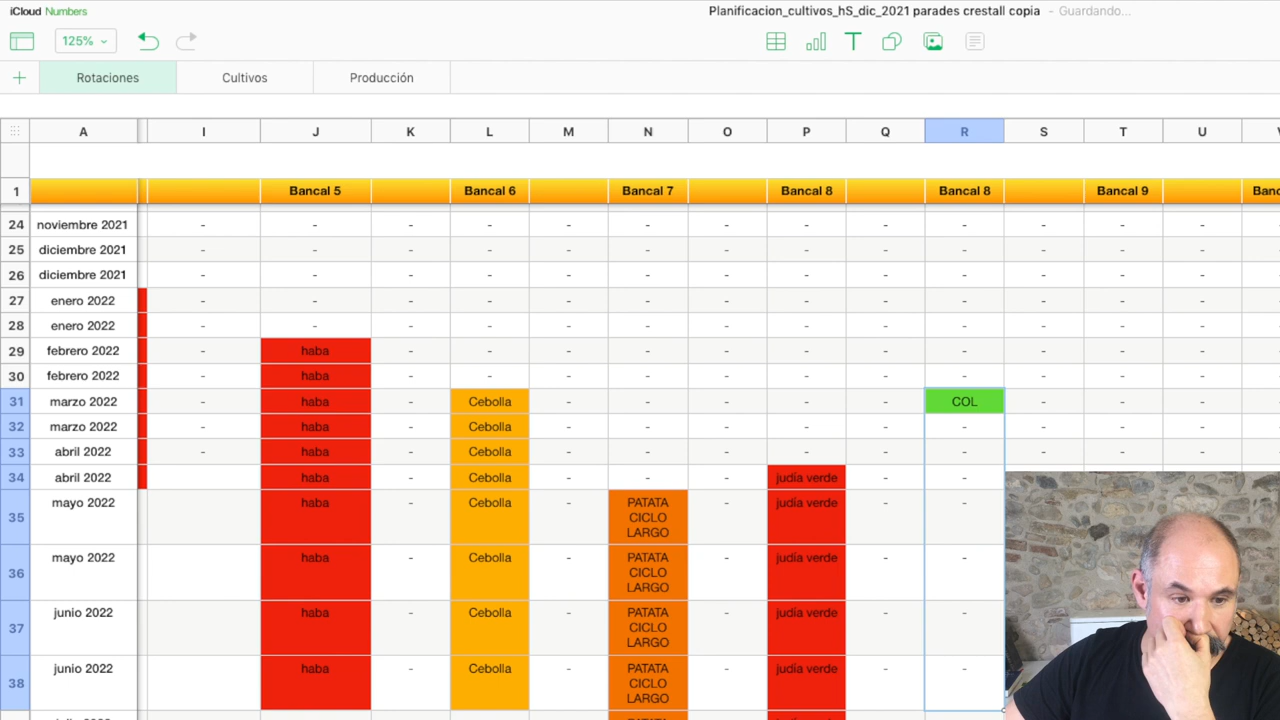 iCloud Numbers
Planificacion_cultivos_hS_dic_2021 parades crestall copia - Guardando...
125%
+ Rotaciones Cultivos Producción
A I J K L M N O P Q R S T U
1 Bancal 5 Bancal 6 Bancal 7 Bancal 8 Bancal 8 Bancal 9
24 noviembre 2021 - - - - - - - - - - - - -
25 diciembre 2021 - - - - - - - - - - - - -
26 diciembre 2021 - - - - - - - - - - - - -
27 enero 2022 - - - - - - - - - - - - -
28 enero 2022 - - - - - - - - - - - - -
29 febrero 2022 - haba - - - - - - - - - - -
30 febrero 2022 - haba - - - - - - - - - - -
31 marzo 2022 - haba - Cebolla - - - - - COL - - -
32 marzo 2022 - haba - Cebolla - - - - - - - - -
33 abril 2022 - haba - Cebolla - - - - - - - - -
34 abril 2022 haba - Cebolla - - - judía verde - -
35 mayo 2022 haba - Cebolla - PATATA CICLO LARGO - judía verde - -
36 mayo 2022 haba - Cebolla - PATATA CICLO LARGO - judía verde - -
37 junio 2022 haba - Cebolla - PATATA CICLO LARGO - judía verde - -
38 junio 2022 haba - Cebolla - PATATA CICLO LARGO - judía verde - -